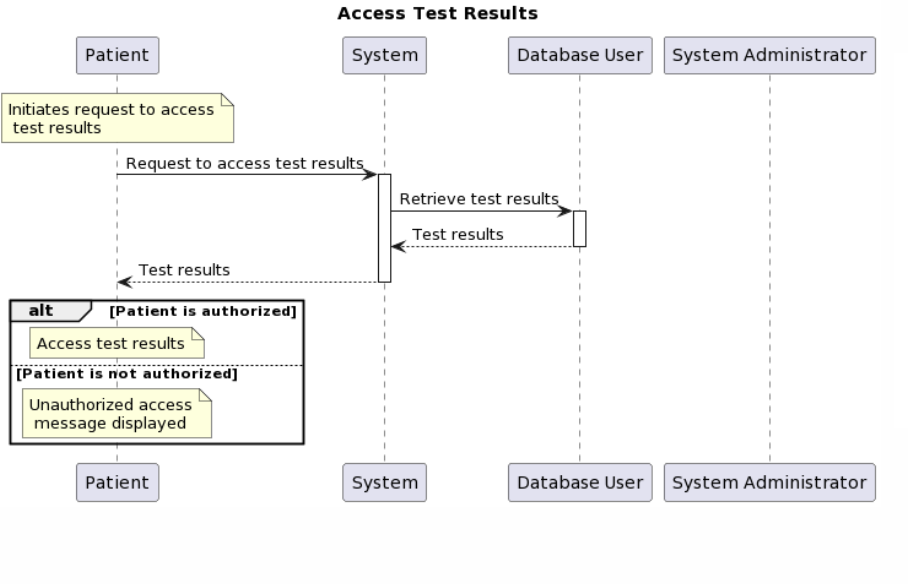 Access Test Results
Patient
System
Database User
System Administrator
Initiates request to access
test results
Request to access test results
Retrieve test results
Test results
Test results
alt
[Patient is authorized]
Access test results
[Patient is not authorized]
Unauthorized access
message displayed
Patient
System
Database User
System Administrator